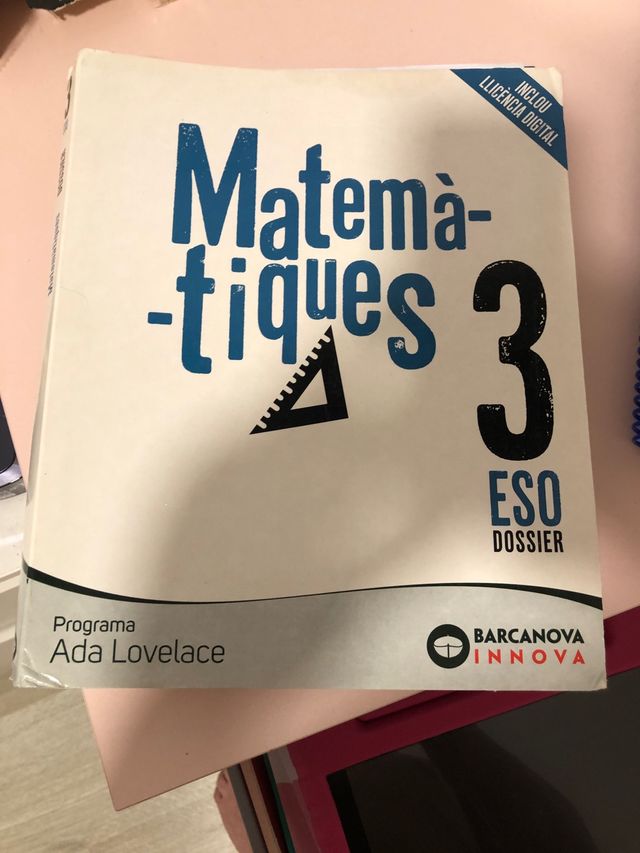 INCLOU
LLICÈNCIA DIGITAL
Matemà-
-tiques
3
ESO
DOSSIER
Programa
Ada Lovelace
BARCANOVA
INNOVA